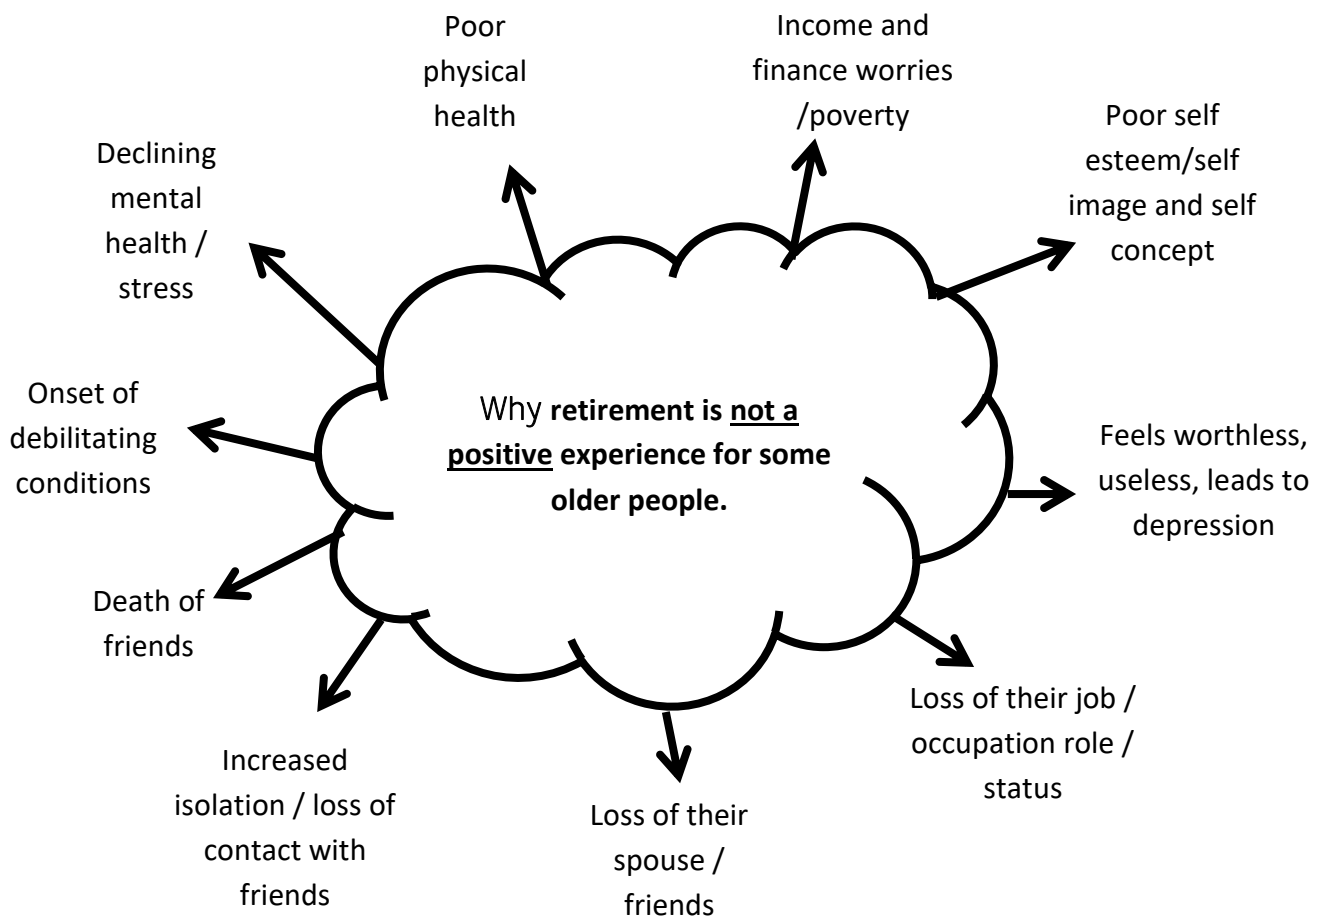 Poor
physical
health
Income and
finance worries
/poverty
Poor self
esteem/self
image and self
concept
Declining
mental
health /
stress
Onset of
debilitating
conditions
Why retirement is not a
positive experience for some
older people.
Feels worthless,
useless, leads to
depression
Death of
friends
Loss of their job /
occupation role /
status
Increased
isolation / loss of
contact with
friends
Loss of their
spouse /
friends